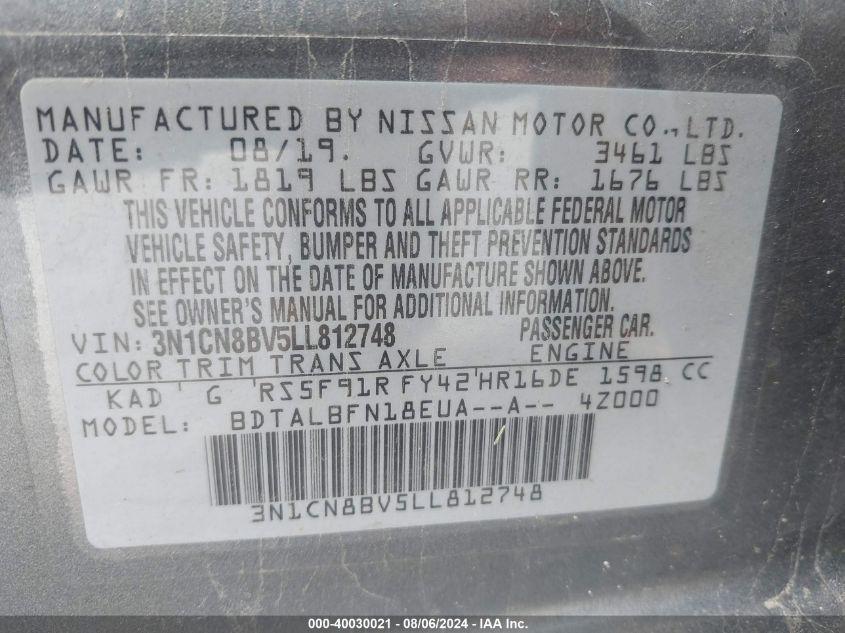 MANUFACTURED BY NISSAN MOTOR CO., LTD.
DATE: 08/19. GVWR: 3461 LBS
GAWR FR: 1819 LBS GAWR RR: 1676 LBS
THIS VEHICLE CONFORMS TO ALL APPLICABLE FEDERAL MOTOR
VEHICLE SAFETY, BUMPER AND THEFT PREVENTION STANDARDS
IN EFFECT ON THE DATE OF MANUFACTURE SHOWN ABOVE.
SEE OWNER'S MANUAL FOR ADDITIONAL INFORMATION.
VIN: 3N1CN8BV5LL812748 PASSENGER CAR.
COLOR TRIM TRANS AXLE ENGINE
KAD G RS5F91R FY42 HR16DE 1598 CC
MODEL: BDTALBFN18EUA--A-- 4Z000
3N1CN8BV5LL812748
000-40030021 - 08/06/2024 - IAA Inc.